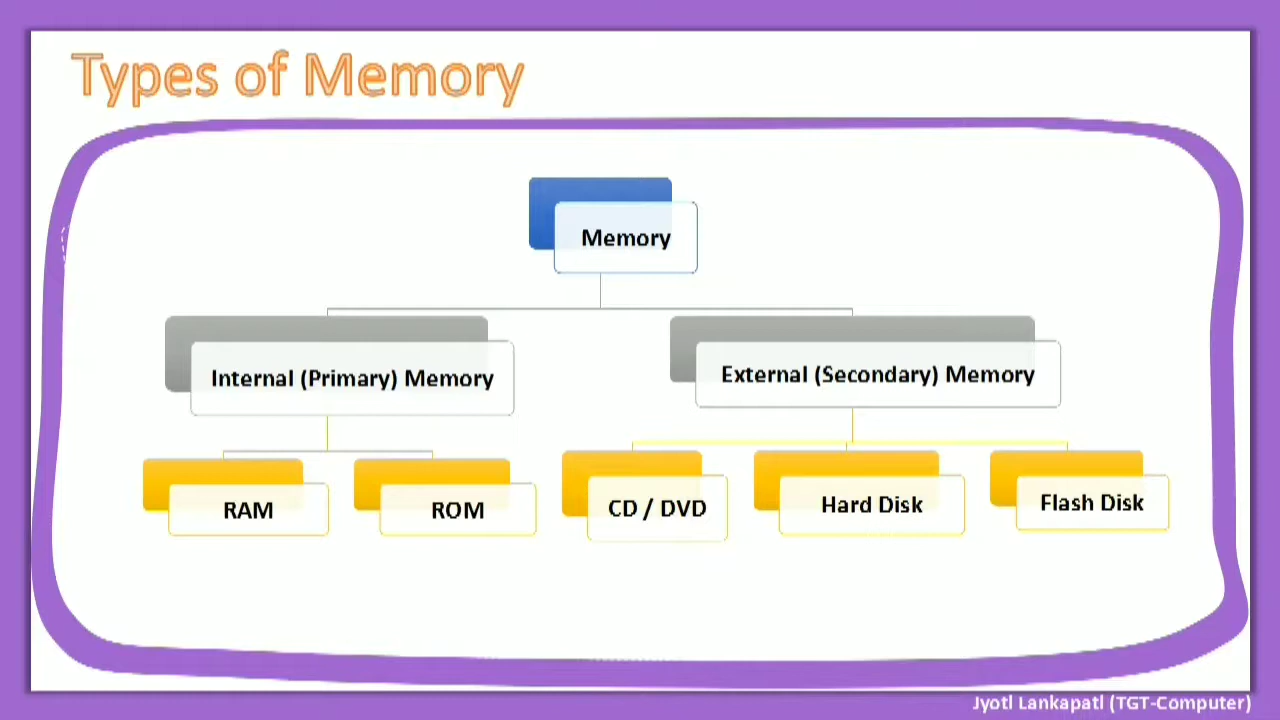 Types of Memory
Memory
Internal (Primary) Memory
External (Secondary) Memory
RAM
ROM
CD / DVD
Hard Disk
Flash Disk
Jyoti Lankapati (TGT-Computer)